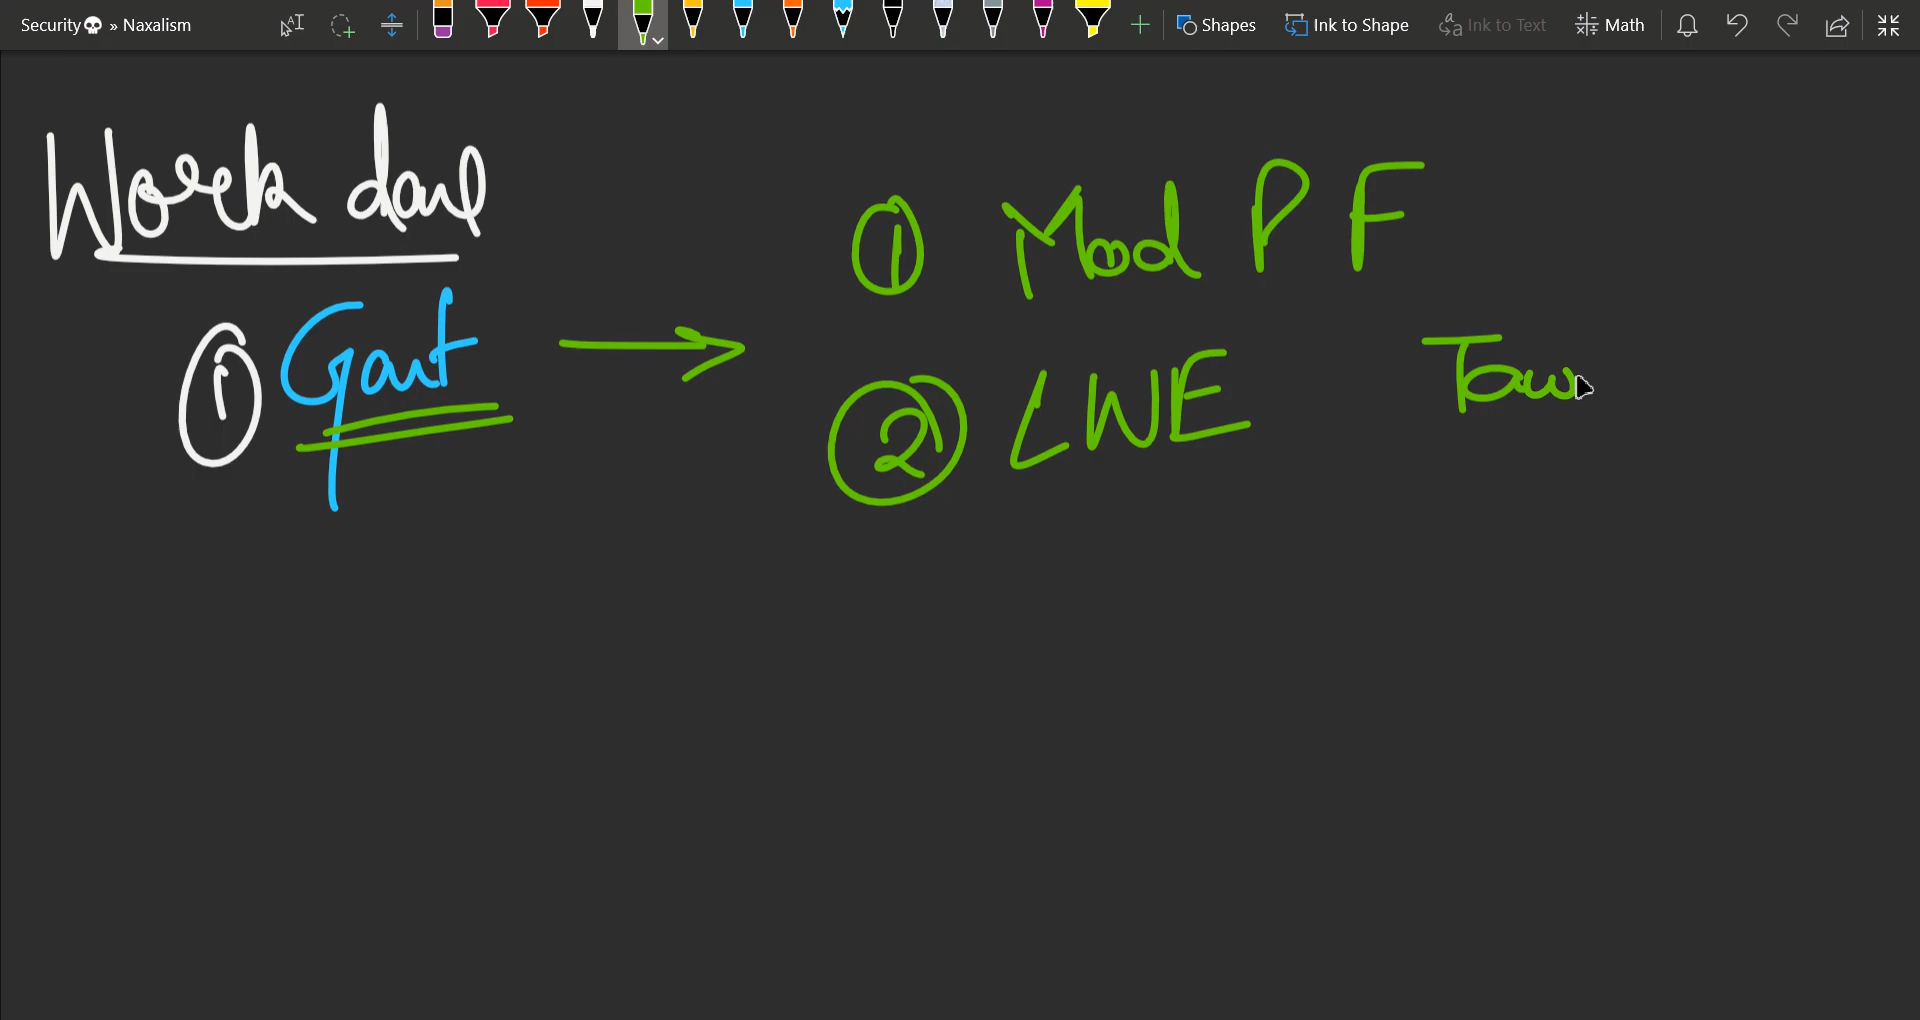 Security💀 » Naxalism
Shapes Ink to Shape Ink to Text Math
Work done
① Govt → ① Mod PF
② LWE Tow